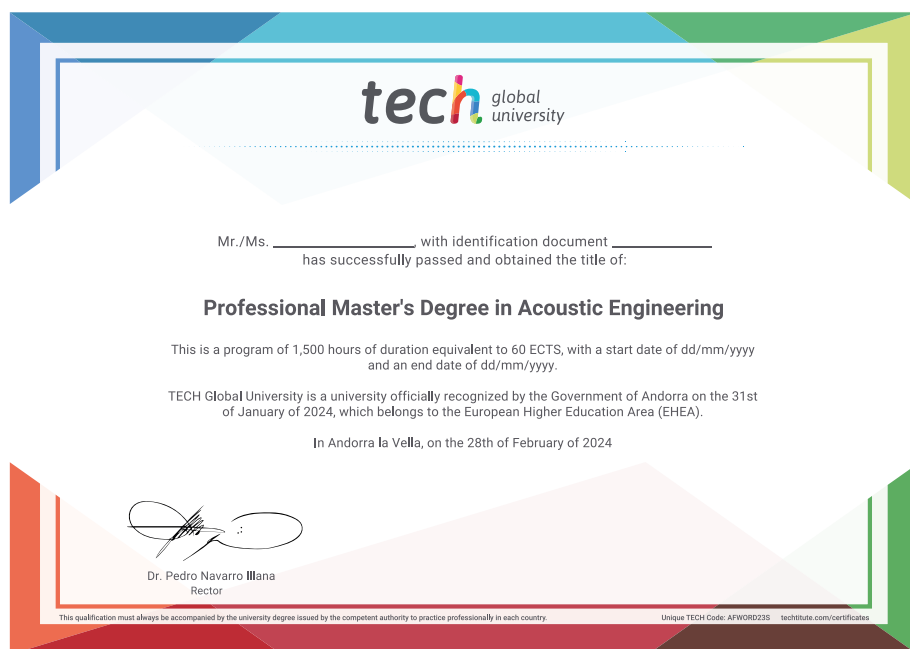 tech global university
Mr./Ms. ____________, with identification document ____________
has successfully passed and obtained the title of:
Professional Master's Degree in Acoustic Engineering
This is a program of 1,500 hours of duration equivalent to 60 ECTS, with a start date of dd/mm/yyyy
and an end date of dd/mm/yyyy.
TECH Global University is a university officially recognized by the Government of Andorra on the 31st
of January of 2024, which belongs to the European Higher Education Area (EHEA).
In Andorra la Vella, on the 28th of February of 2024
Dr. Pedro Navarro Illana
Rector
This qualification must always be accompanied by the university degree issued by the competent authority to practice professionally in each country.
Unique TECH Code: AFWORD23S techtitute.com/certificates